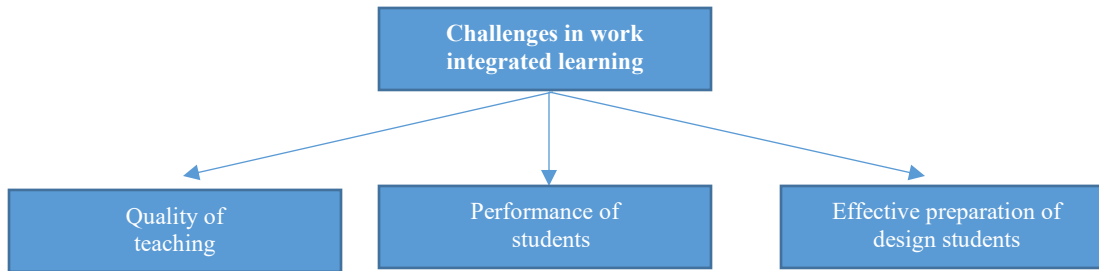 Challenges in work
integrated learning
Quality of
teaching
Performance of
students
Effective preparation of
design students